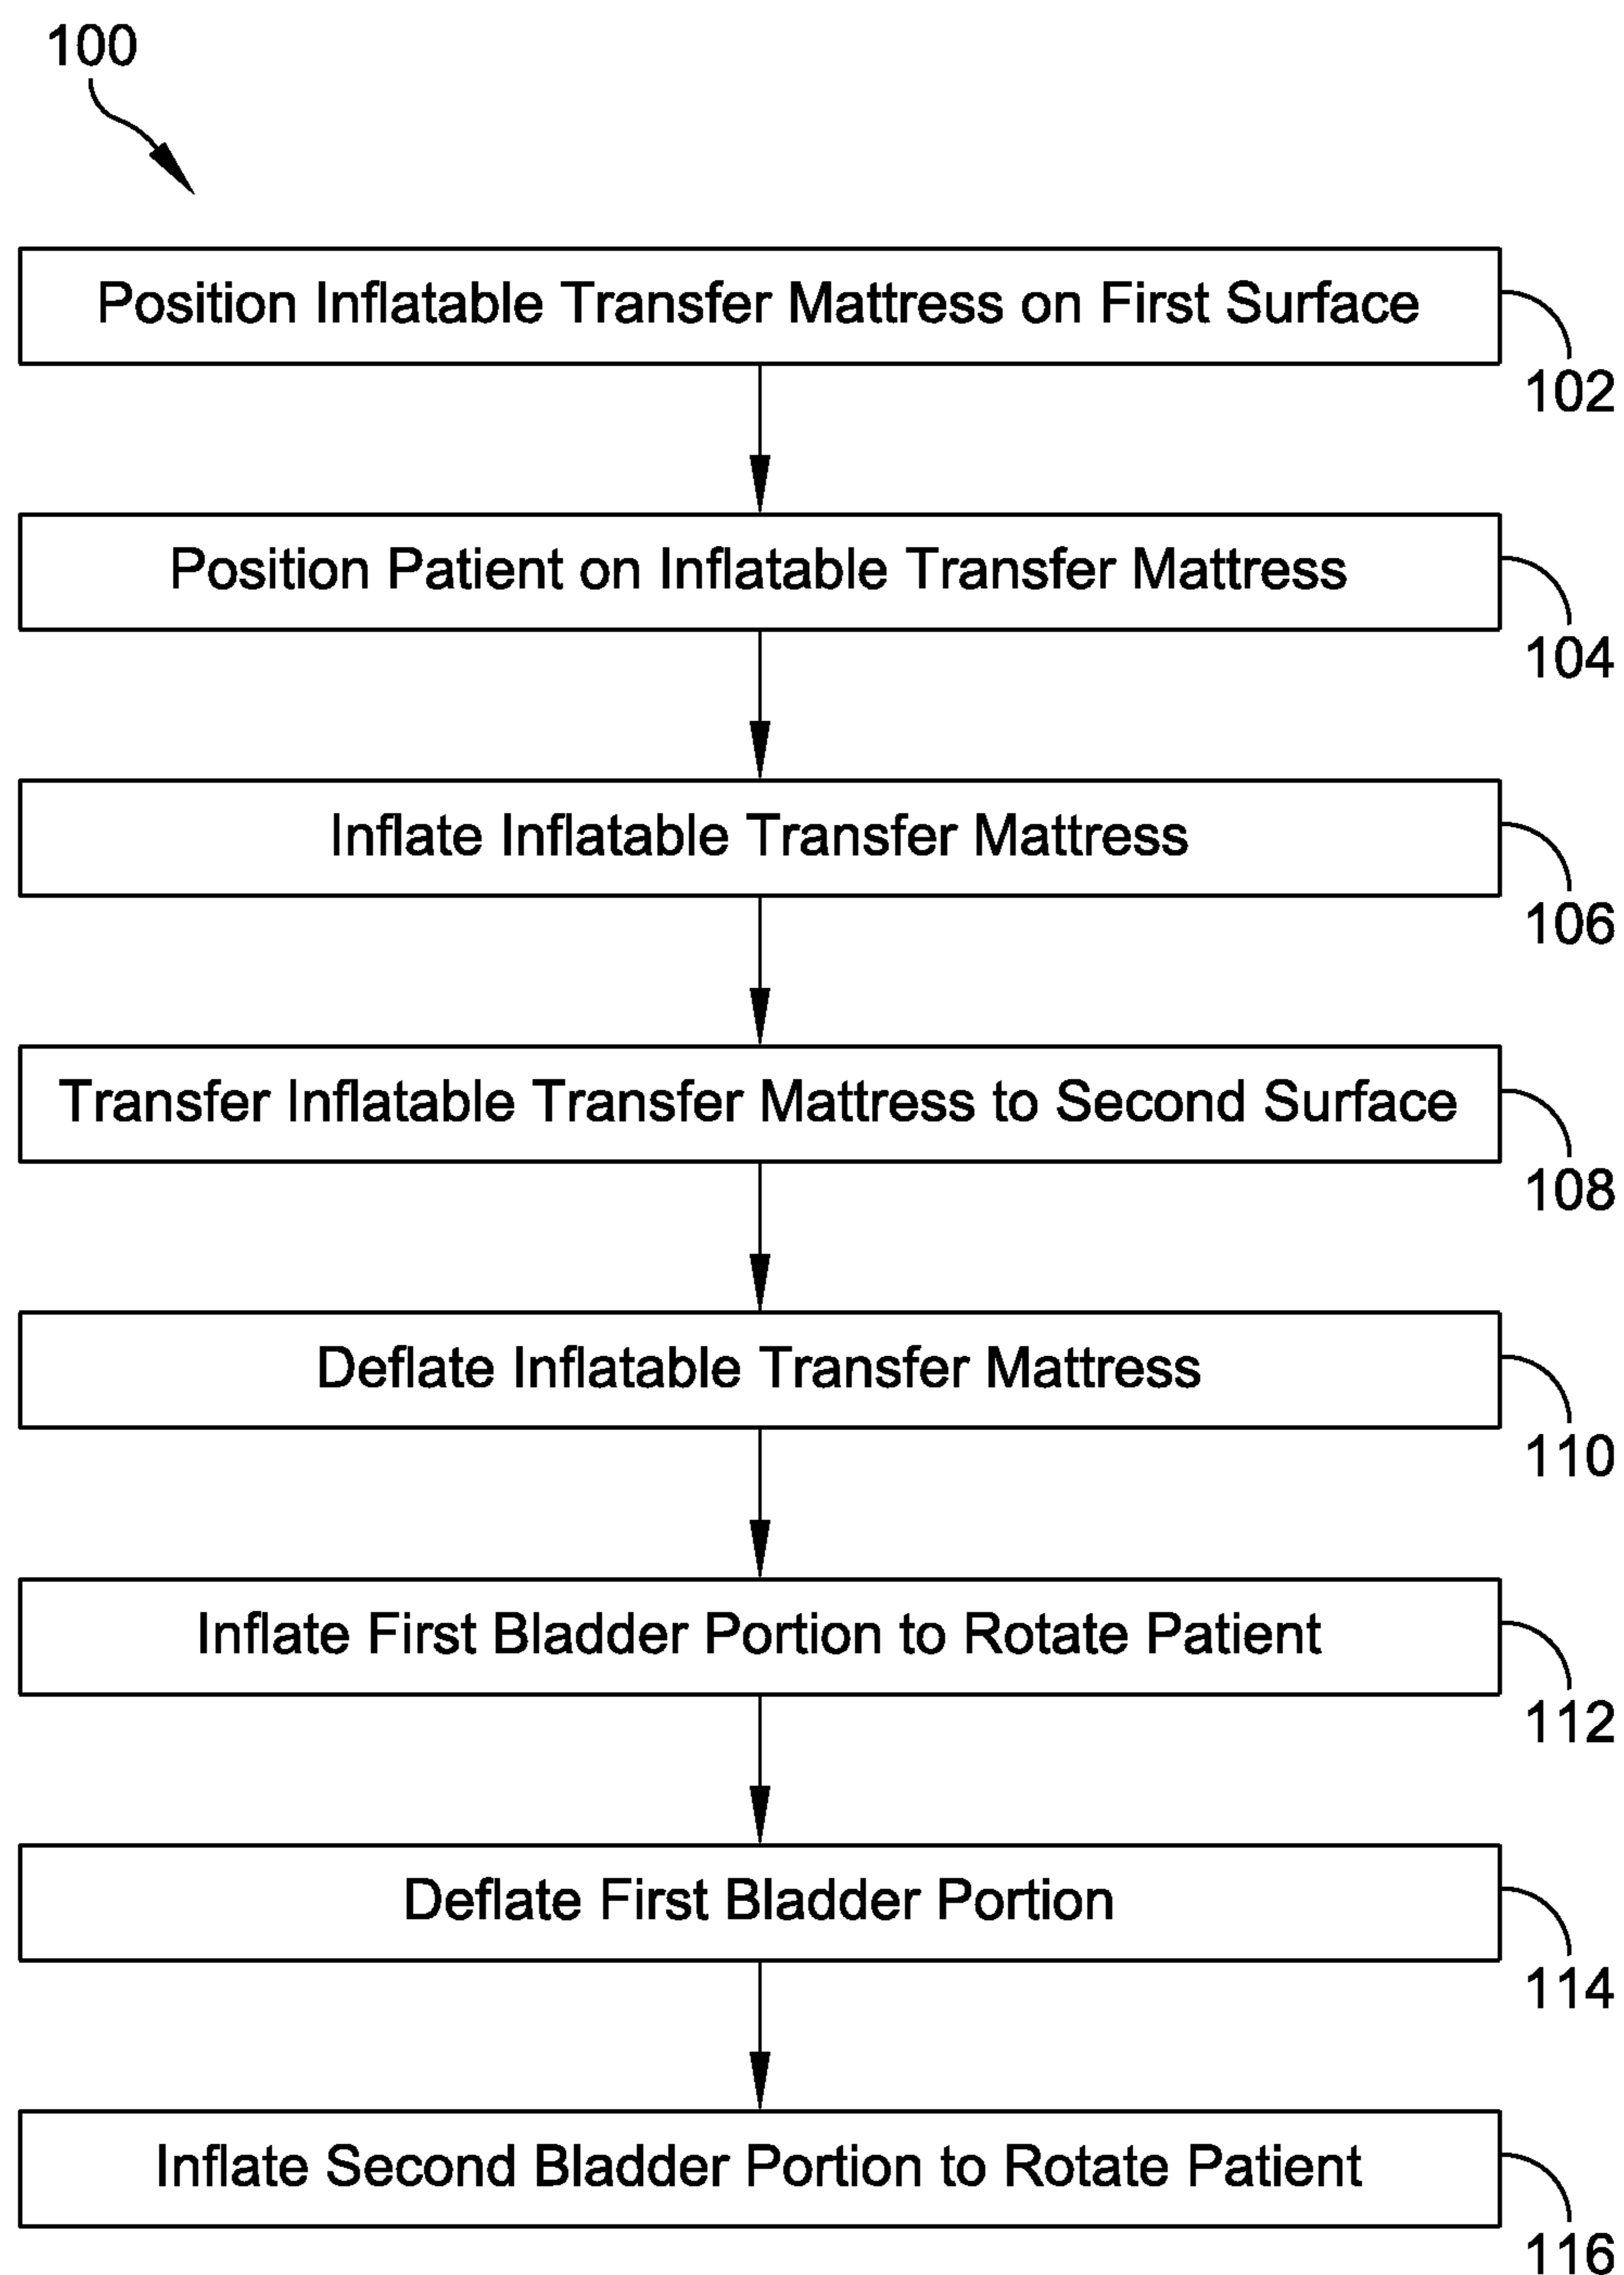 100
Position Inflatable Transfer Mattress on First Surface
102
Position Patient on Inflatable Transfer Mattress
104
Inflate Inflatable Transfer Mattress
106
Transfer Inflatable Transfer Mattress to Second Surface
108
Deflate Inflatable Transfer Mattress
110
Inflate First Bladder Portion to Rotate Patient
112
Deflate First Bladder Portion
114
Inflate Second Bladder Portion to Rotate Patient
116